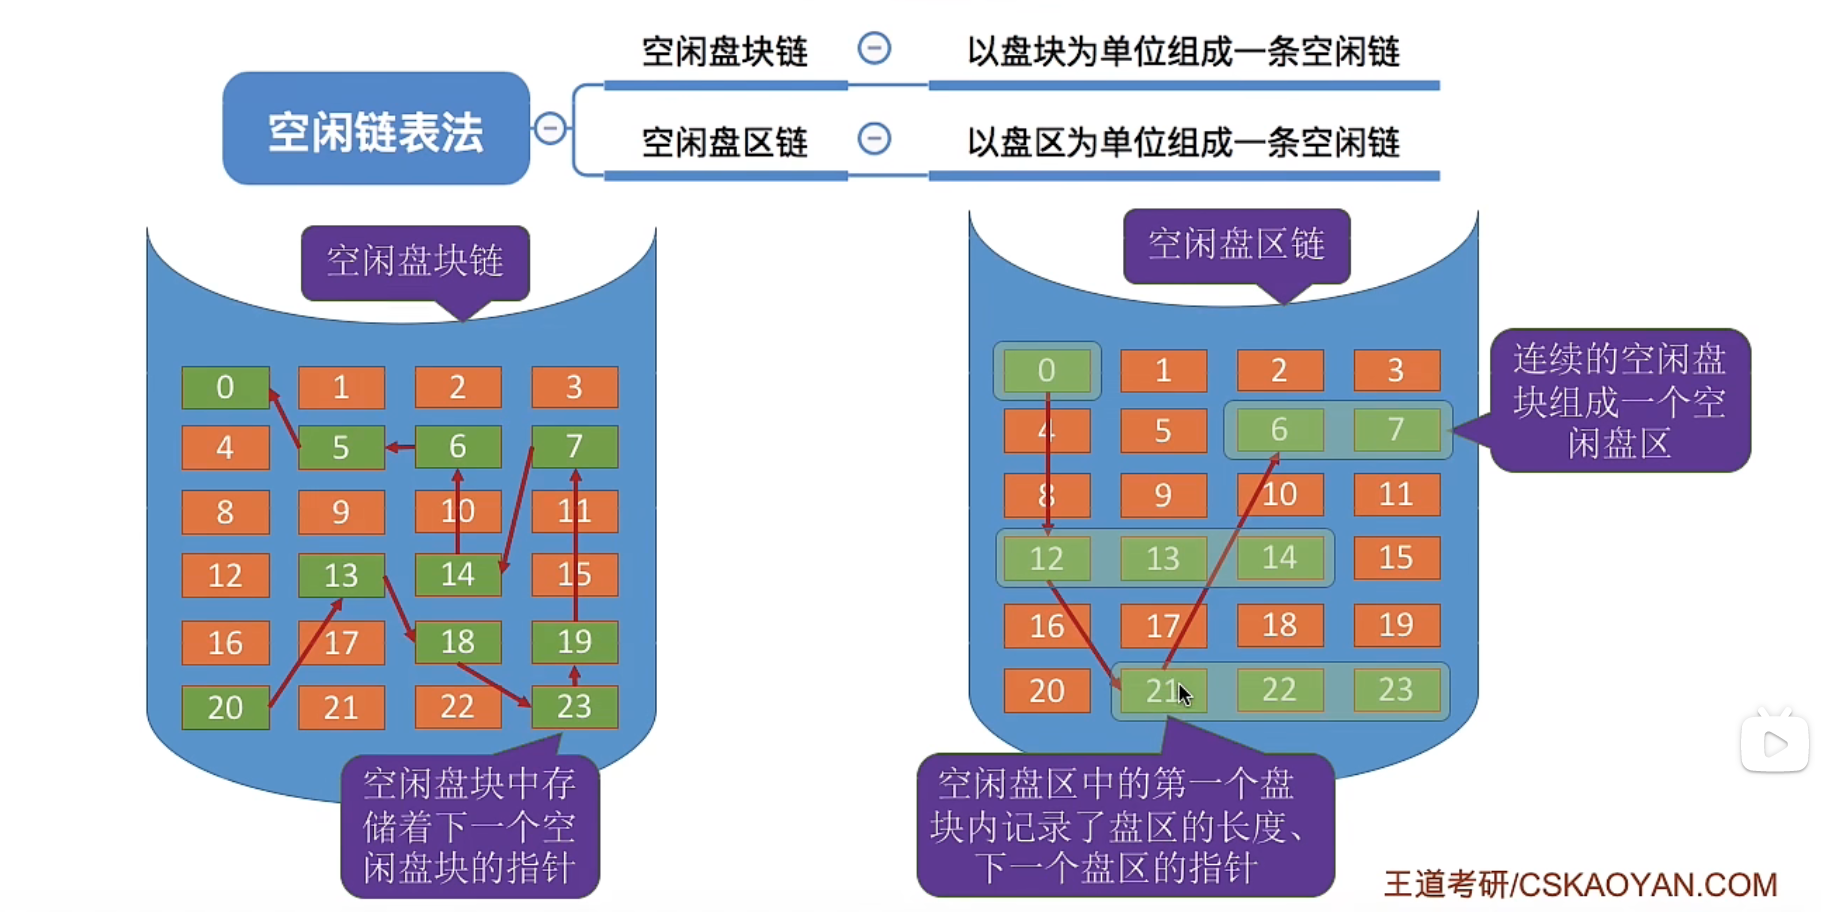 空闲链表法
空闲盘块链
以盘块为单位组成一条空闲链
空闲盘区链
以盘区为单位组成一条空闲链
空闲盘块链
0 1 2 3
4 5 6 7
8 9 10 11
12 13 14 15
16 17 18 19
20 21 22 23
空闲盘块中存
储着下一个空
闲盘块的指针
空闲盘区链
0 1 2 3
4 5 6 7
8 9 10 11
12 13 14 15
16 17 18 19
20 21 22 23
连续的空闲盘
块组成一个空
闲盘区
空闲盘区中的第一个盘
块内记录了盘区的长度、
下一个盘区的指针
王道考研/CSKAOYAN.COM